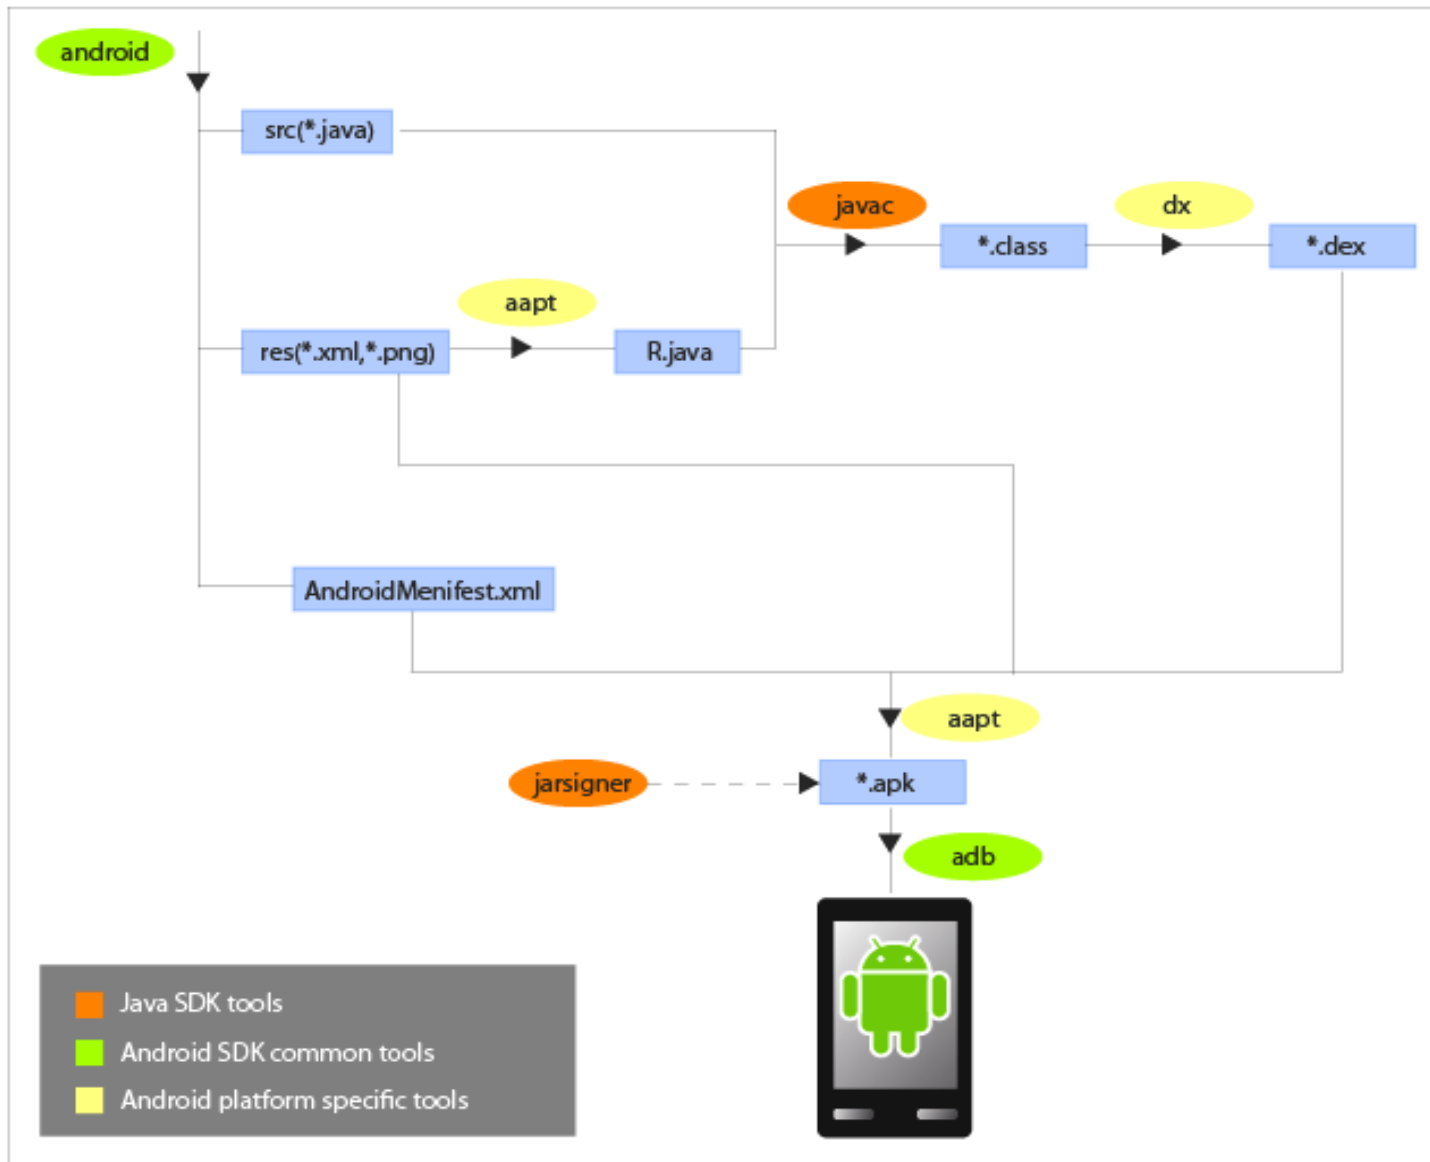 android
src(*.java)
javac
dx
*.class
*.dex
aapt
res(*.xml,*.png)
R.java
AndroidMenifest.xml
aapt
jarsigner
*.apk
adb
Java SDK tools
Android SDK common tools
Android platform specific tools